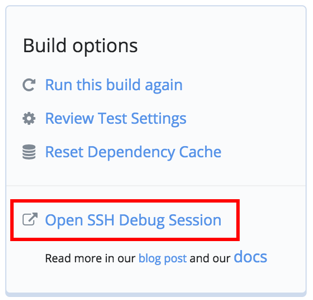 Build options
Run this build again
Review Test Settings
Reset Dependency Cache
Open SSH Debug Session
Read more in our blog post and our docs